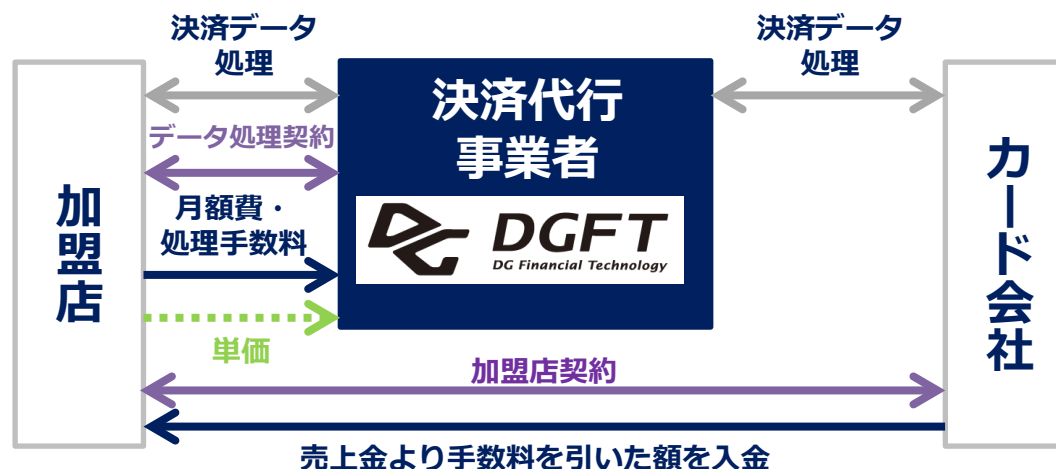 決済データ
処理
決済データ
処理
決済代行
事業者
データ処理契約
加盟店
月額費・
処理手数料
DGFT
DG Financial Technology
カード会社
単価
加盟店契約
売上金より手数料を引いた額を入金